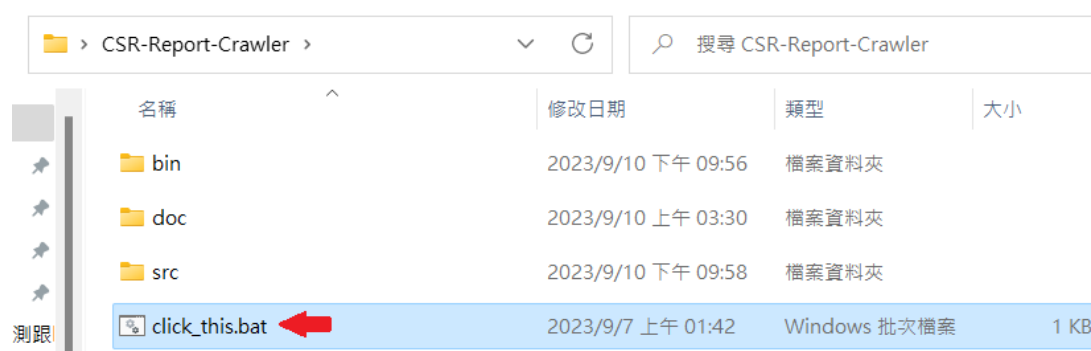 CSR-Report-Crawler
搜尋 CSR-Report-Crawler
名稱 修改日期 類型 大小
bin 2023/9/10 下午 09:56 檔案資料夾
doc 2023/9/10 上午 03:30 檔案資料夾
src 2023/9/10 下午 09:58 檔案資料夾
click_this.bat 2023/9/7 上午 01:42 Windows 批次檔案 1 KB
測跟